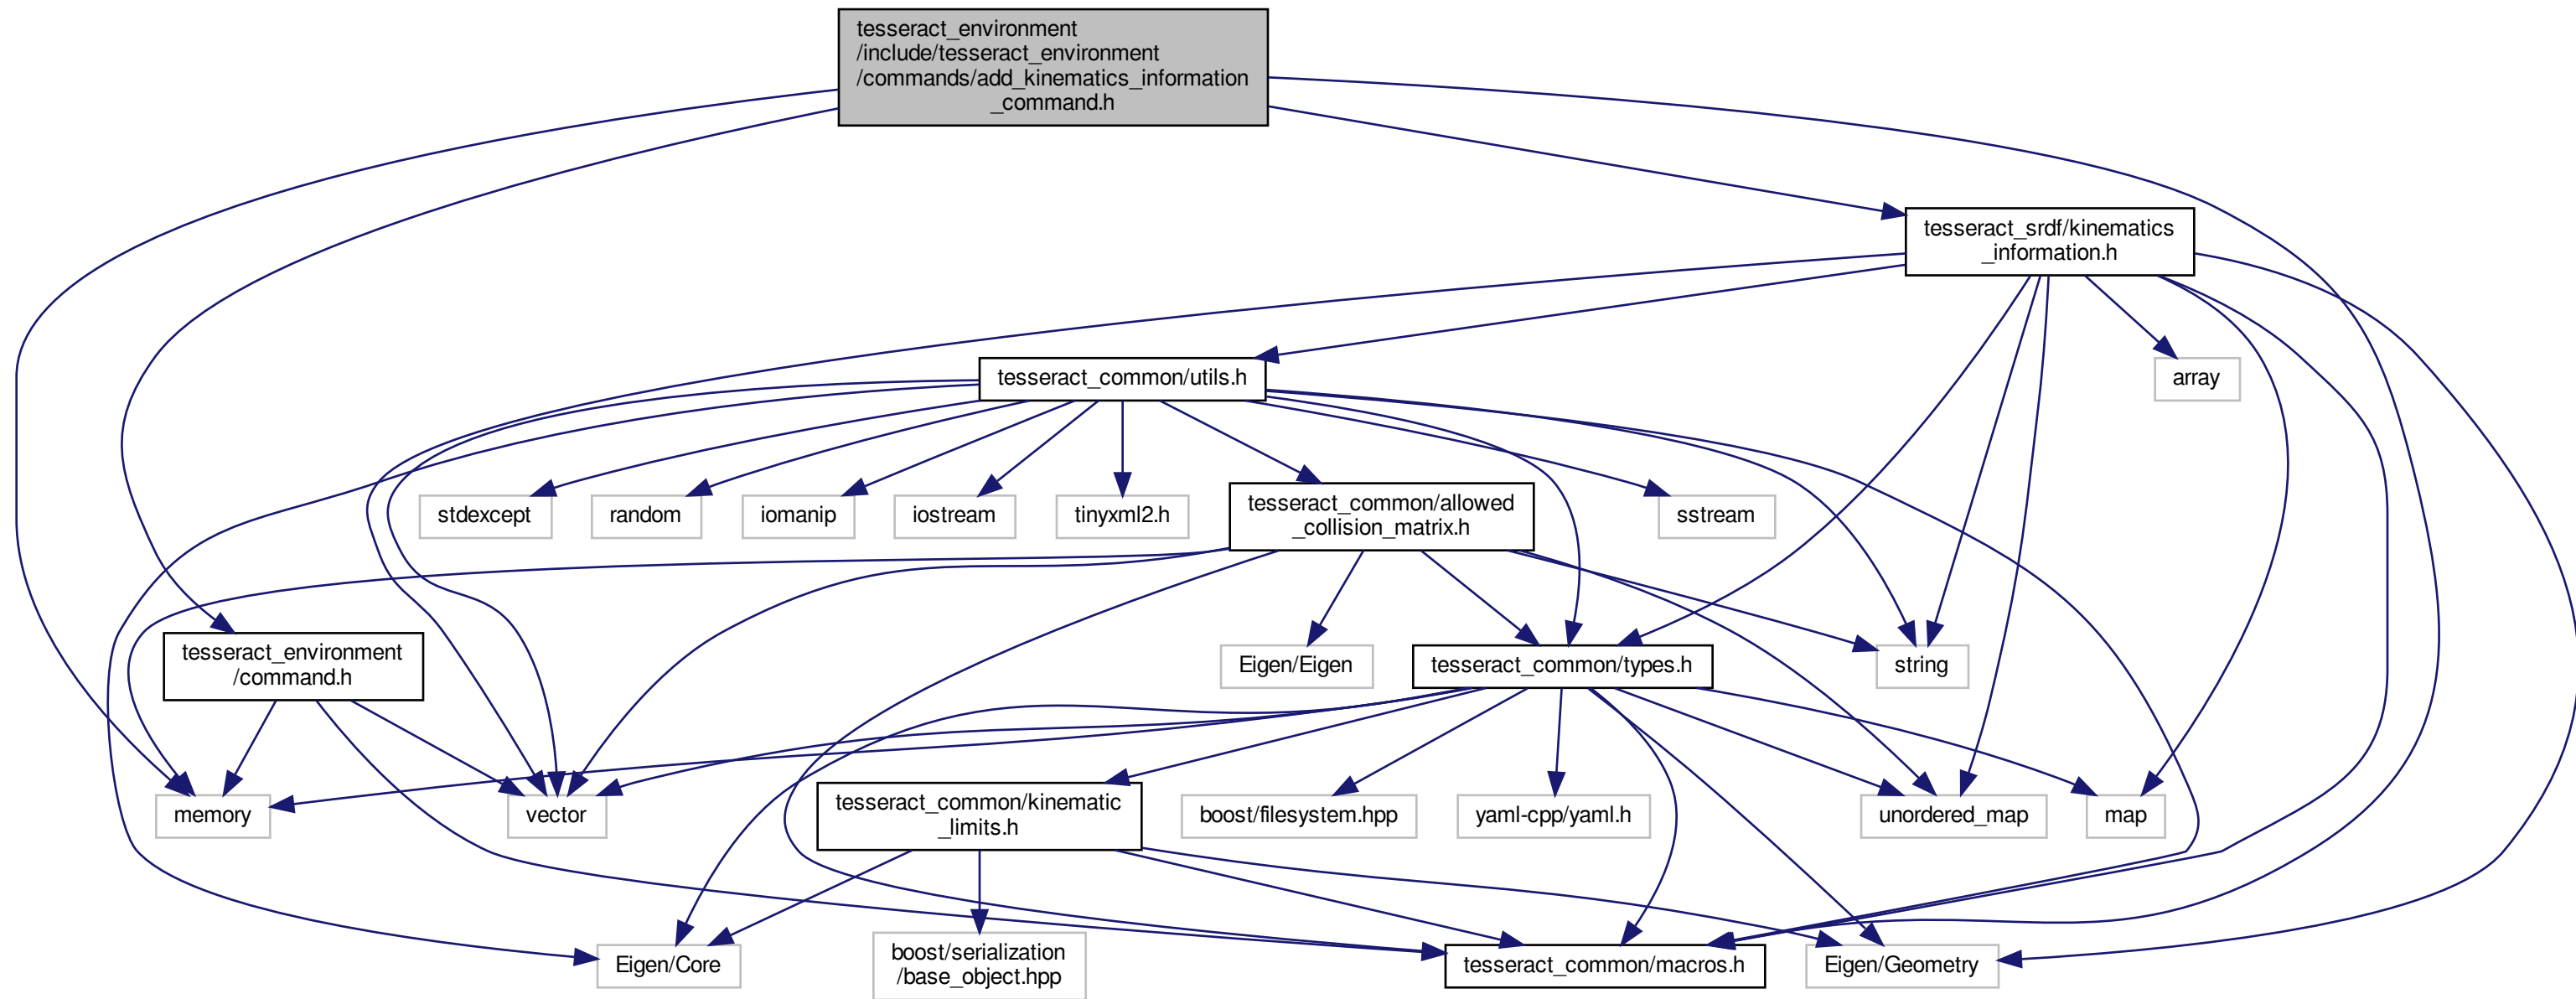 tesseract_environment
/include/tesseract_environment
/commands/add_kinematics_information
_command.h
tesseract_srdf/kinematics
_information.h
tesseract_common/utils.h
array
stdexcept
random
iomanip
iostream
tinyxml2.h
tesseract_common/allowed
_collision_matrix.h
sstream
tesseract_environment
/command.h
Eigen/Eigen
tesseract_common/types.h
string
memory
vector
tesseract_common/kinematic
_limits.h
boost/filesystem.hpp
yaml-cpp/yaml.h
unordered_map
map
Eigen/Core
boost/serialization
/base_object.hpp
tesseract_common/macros.h
Eigen/Geometry